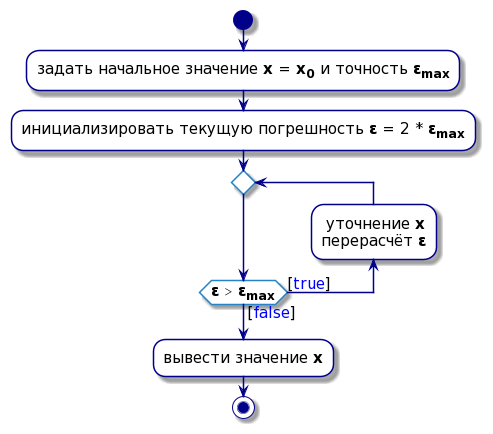 задать начальное значение x = x₀ и точность εmax
инициализировать текущую погрешность ε = 2 * εmax
уточнение x
перерасчёт ε
ε > εmax
[true]
[false]
вывести значение x